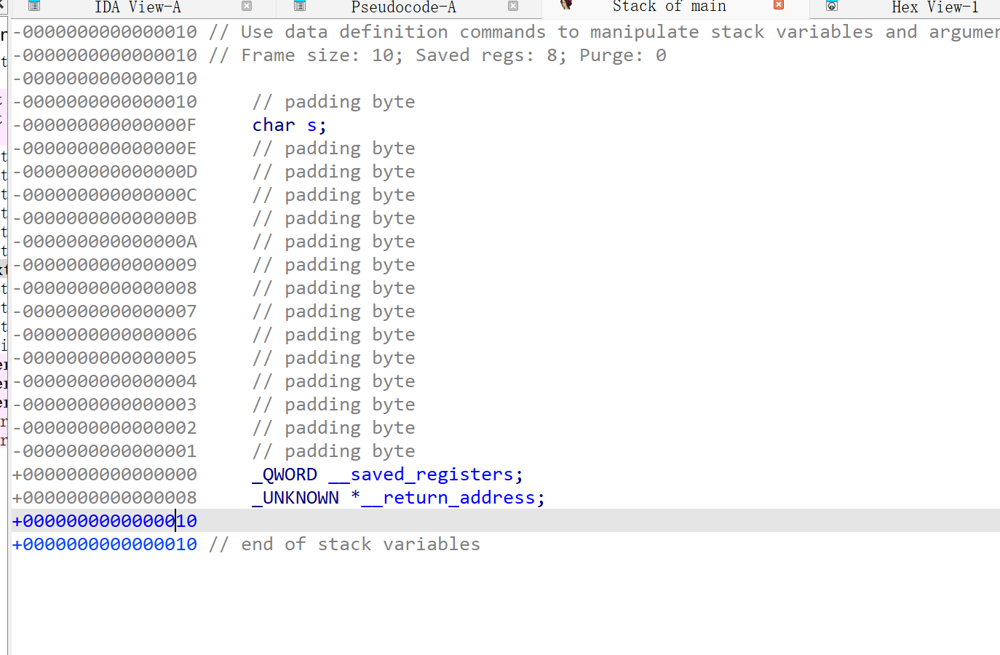 IDA View-A Pseudocode-A Stack of main Hex View-1
-0000000000000010 // Use data definition commands to manipulate stack variables and
-0000000000000010 // Frame size: 10; Saved regs: 8; Purge: 0
-0000000000000010
-0000000000000010 // padding byte
-000000000000000F char s;
-000000000000000E // padding byte
-000000000000000D // padding byte
-000000000000000C // padding byte
-000000000000000B // padding byte
-000000000000000A // padding byte
-0000000000000009 // padding byte
-0000000000000008 // padding byte
-0000000000000007 // padding byte
-0000000000000006 // padding byte
-0000000000000005 // padding byte
-0000000000000004 // padding byte
-0000000000000003 // padding byte
-0000000000000002 // padding byte
-0000000000000001 // padding byte
+0000000000000000 _QWORD __saved_registers;
+0000000000000008 _UNKNOWN *__return_address;
+0000000000000010
+0000000000000010 // end of stack variables